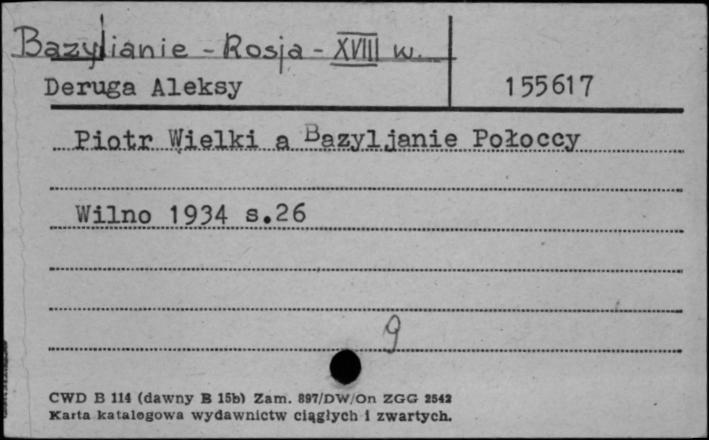 Bazylianie - Rosja - XVIII w.
Deruga Aleksy 155617
Piotr Wielki a Bazyljanie Połoccy
Wilno 1934 s.26
9
CWD B 114 (dawny B 15b) Zam. 897/DW/On ZGG 2542
Karta katalogowa wydawnictw ciągłych i zwartych.